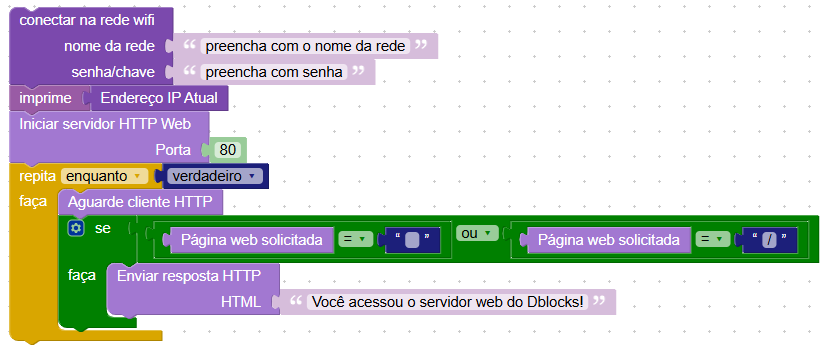 conectar na rede wifi
nome da rede “ preencha com o nome da rede ”
senha/chave “ preencha com senha ”
imprime Endereço IP Atual
Iniciar servidor HTTP Web
Porta 80
repita enquanto verdadeiro
faça Aguarde cliente HTTP
se Página web solicitada = “ ” ou Página web solicitada = “ / ”
faça Enviar resposta HTTP
HTML “ Você acessou o servidor web do Dblocks! ”